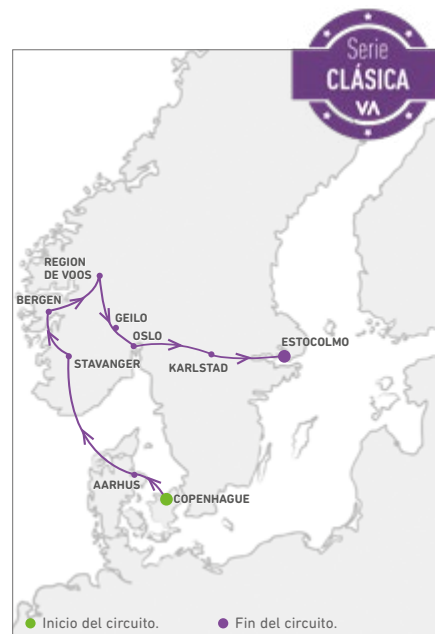 Serie
CLÁSICA
VA
REGION
DE VOOS
BERGEN
GEILO
OSLO
ESTOCOLMO
STAVANGER
KARLSTAD
AARHUS
COPENHAGUE
Inicio del circuito.
Fin del circuito.